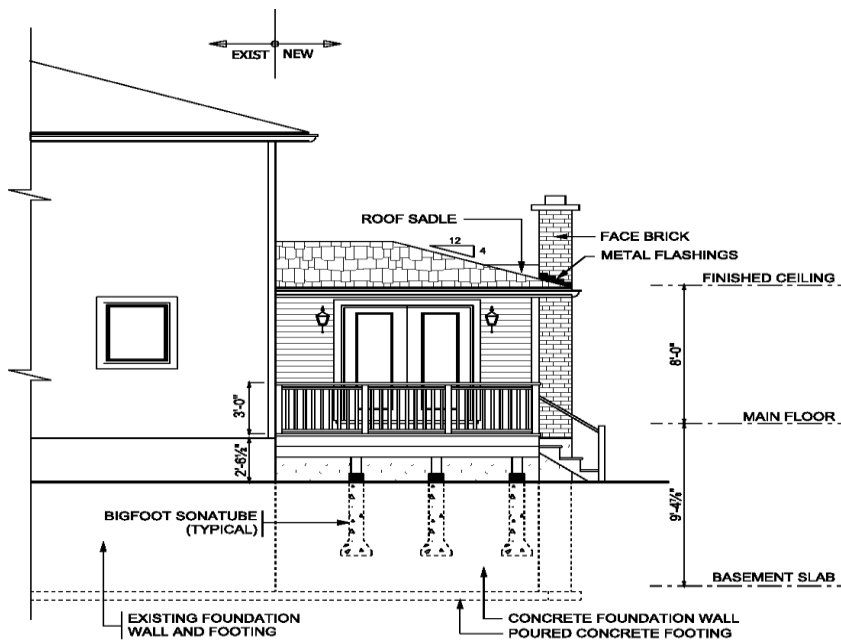 EXIST
NEW
ROOF SADLE
12
4
FACE BRICK
METAL FLASHINGS
FINISHED CEILING
8'-0"
3'-0"
MAIN FLOOR
2'-6½"
9'-4⅞"
BIGFOOT SONATUBE
(TYPICAL)
BASEMENT SLAB
EXISTING FOUNDATION
WALL AND FOOTING
CONCRETE FOUNDATION WALL
POURED CONCRETE FOOTING